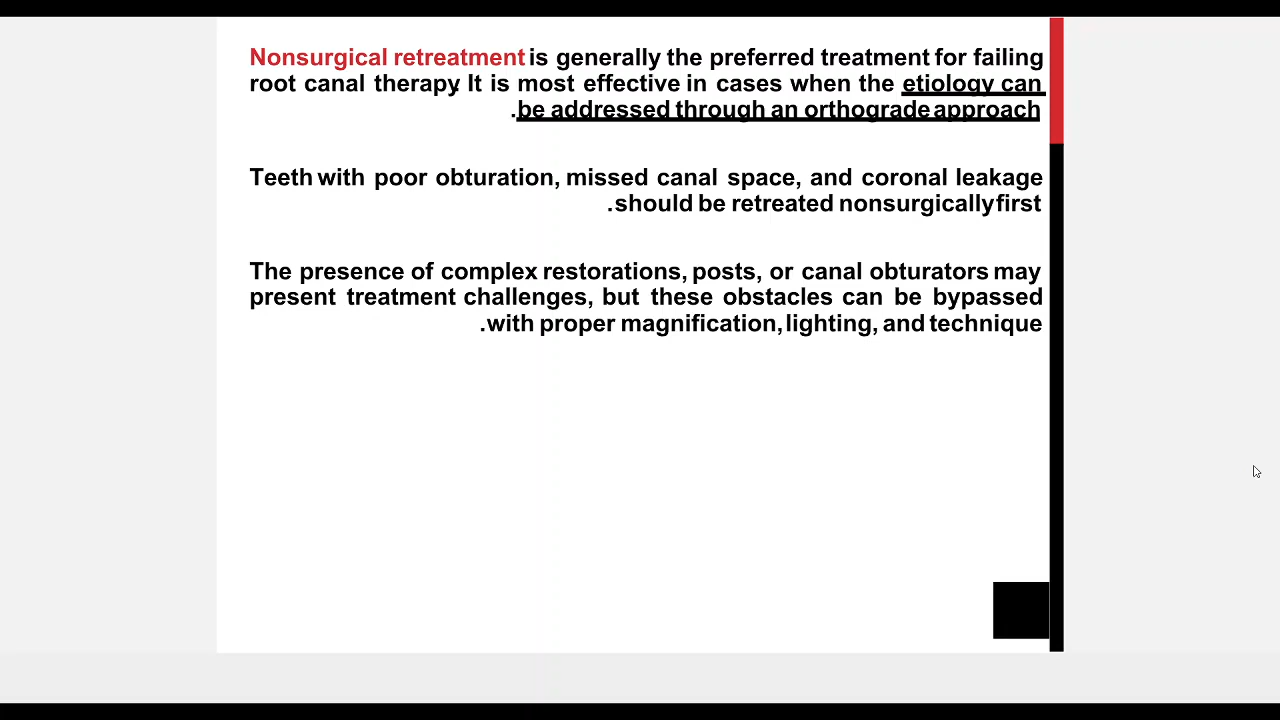 Nonsurgical retreatment is generally the preferred treatment for failing
root canal therapy. It is most effective in cases when the etiology can
.be addressed through an orthograde approach
Teeth with poor obturation, missed canal space, and coronal leakage
.should be retreated nonsurgically first
The presence of complex restorations, posts, or canal obturators may
present treatment challenges, but these obstacles can be bypassed
.with proper magnification, lighting, and technique